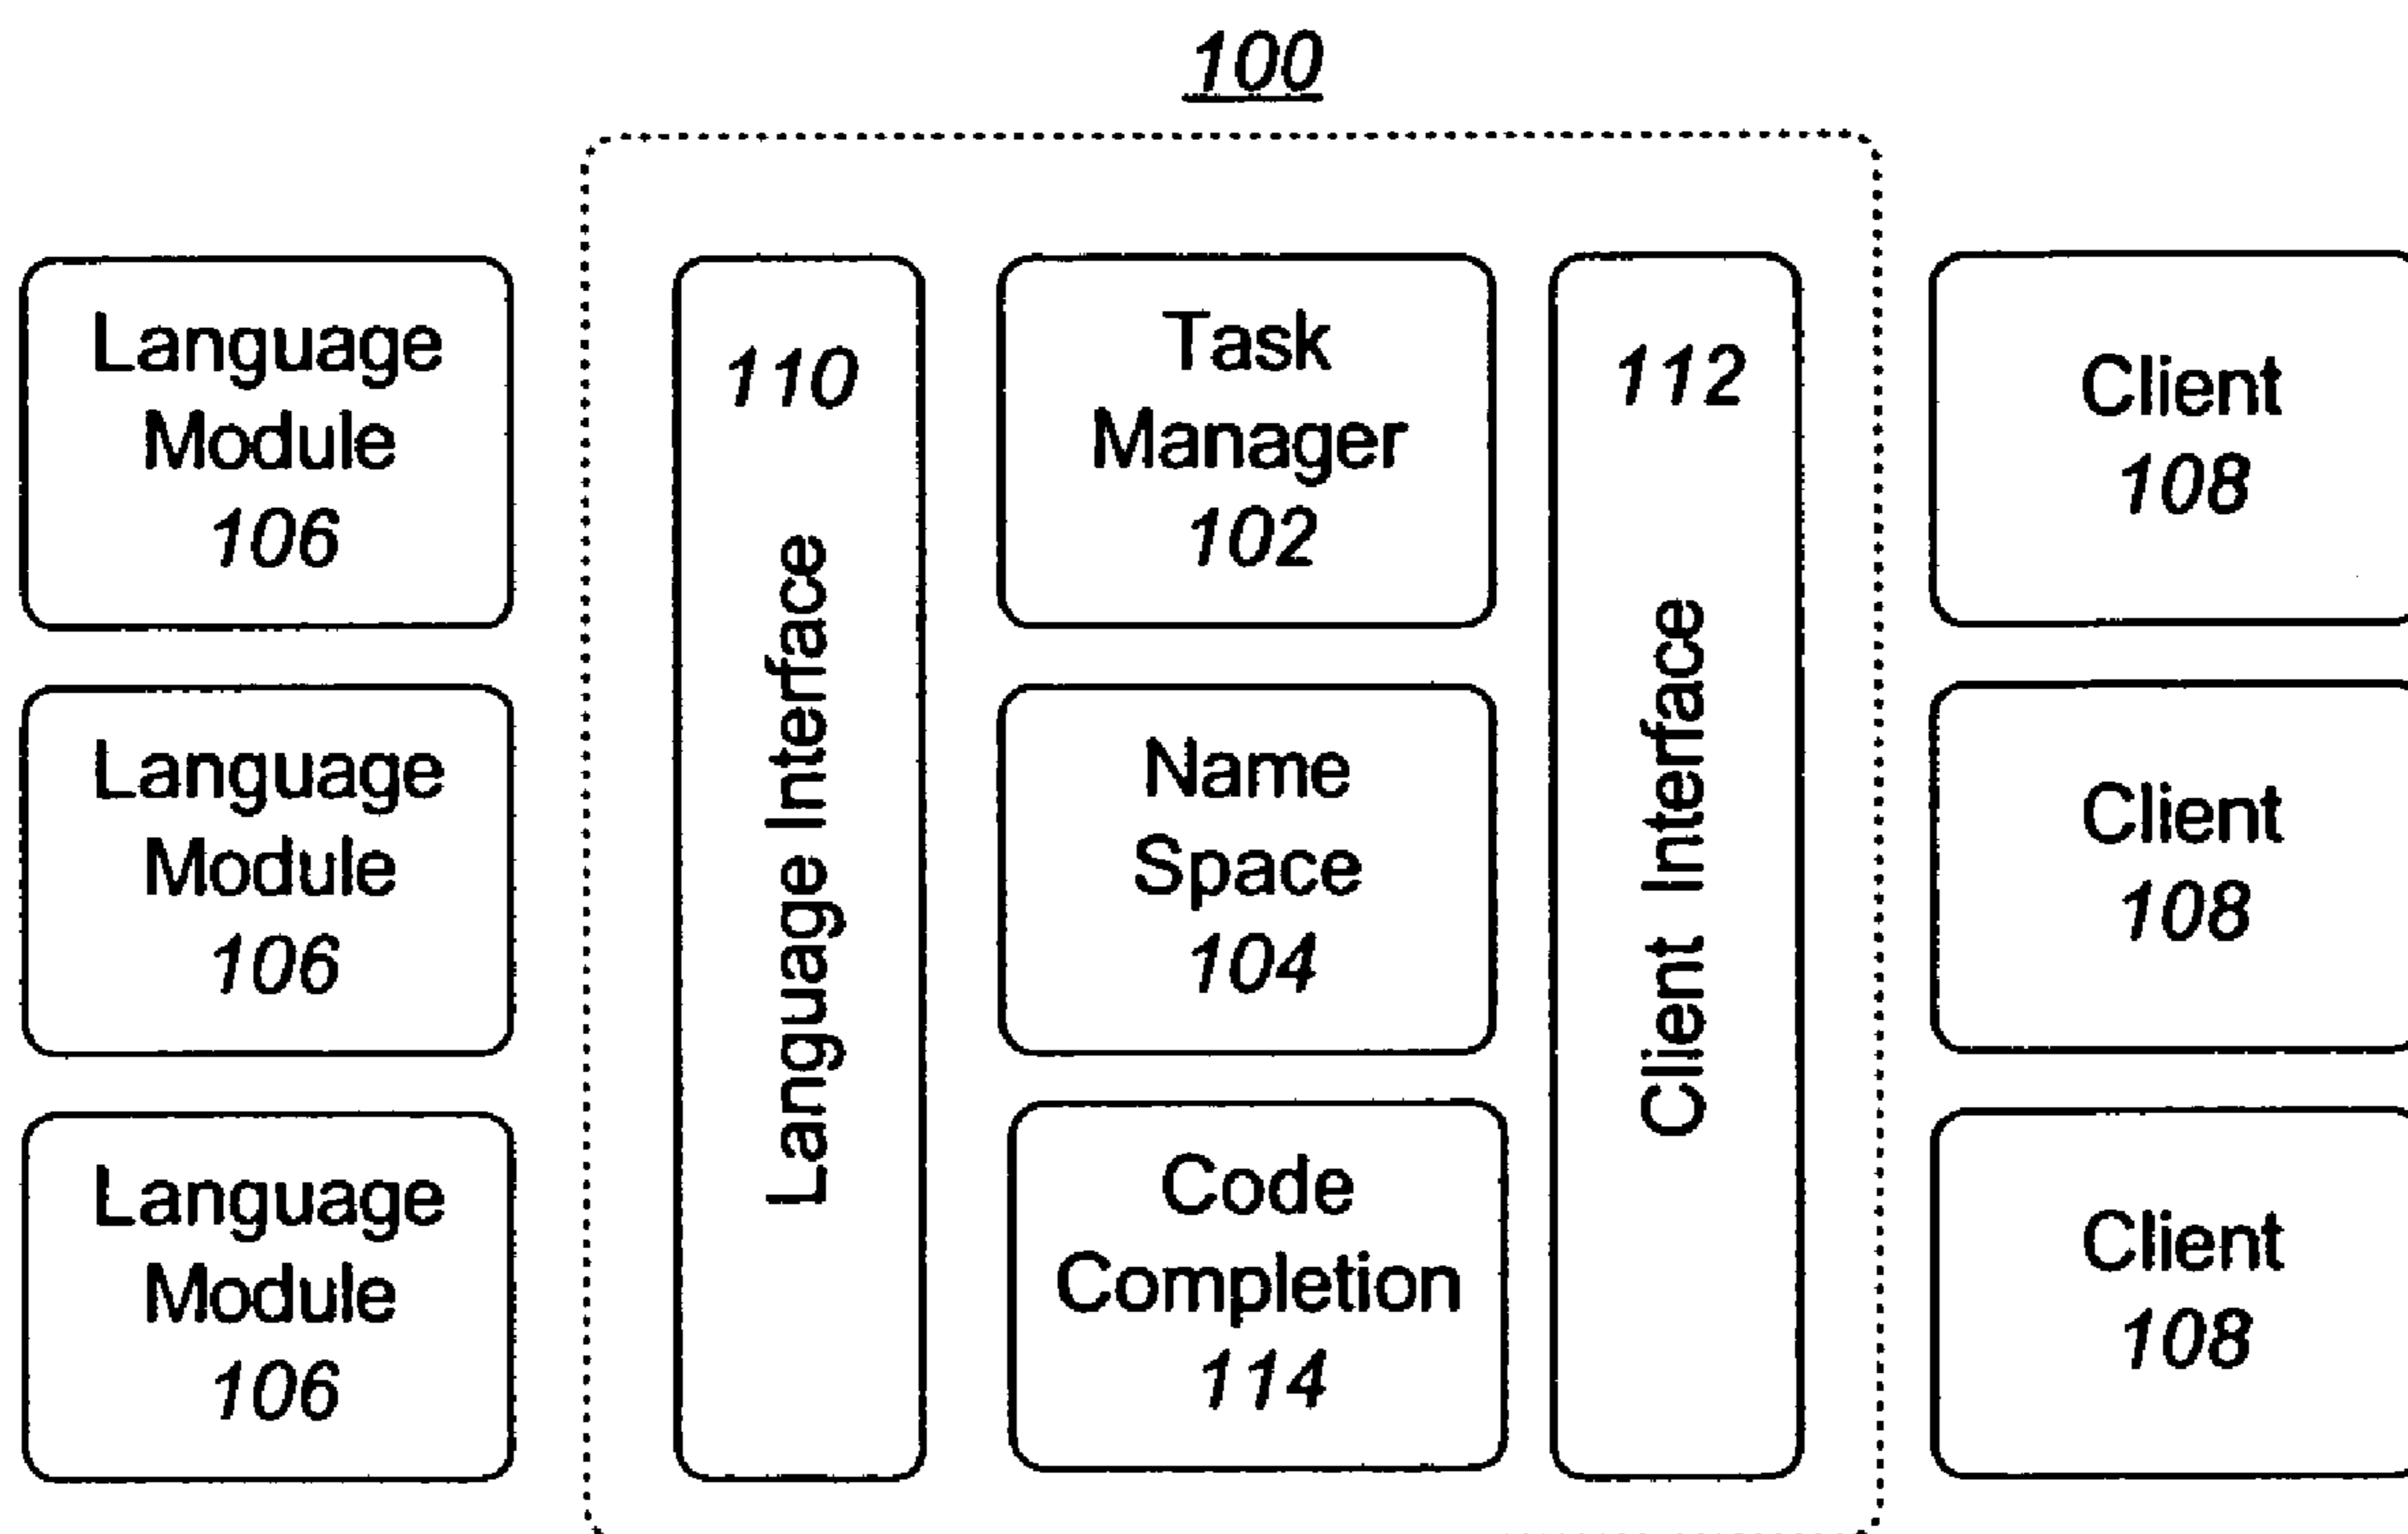 100
Language
Module
106
Language
Module
106
Language
Module
106
110
Language Interface
Task
Manager
102
Name
Space
104
Code
Completion
114
112
Client Interface
Client
108
Client
108
Client
108